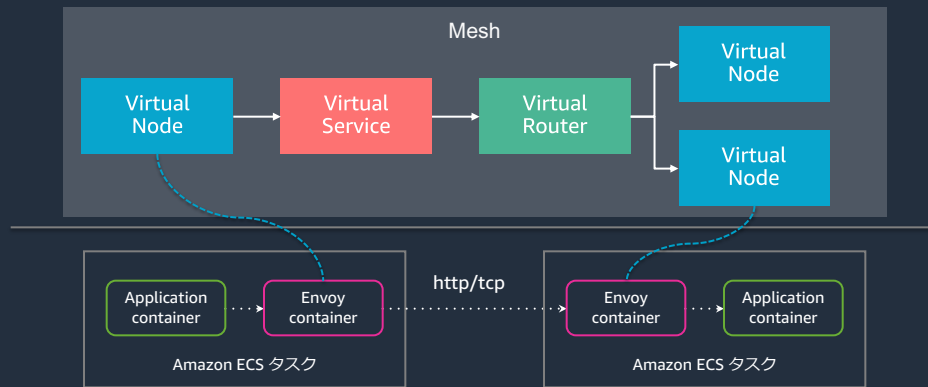 Mesh
Virtual
Node
Virtual
Service
Virtual
Router
Virtual
Node
Virtual
Node
Application
container
Envoy
container
http/tcp
Envoy
container
Application
container
Amazon ECS タスク
Amazon ECS タスク